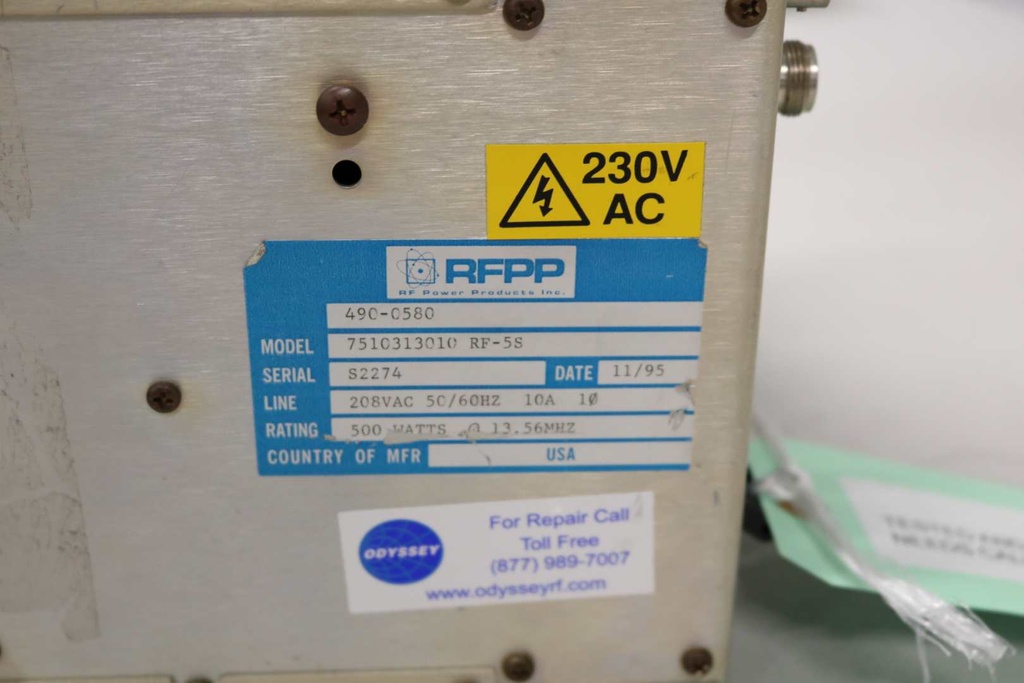 230V
AC
RFPP
RF Power Products Inc.
490-0580
MODEL 7510313010 RF-5S
SERIAL S2274 DATE 11/95
LINE 208VAC 50/60HZ 10A 1Ø
RATING 500 WATTS @ 13.56MHZ
COUNTRY OF MFR USA
ODYSSEY
For Repair Call
Toll Free
(877) 989-7007
www.odysseyrf.com
TESTED
NEEDS